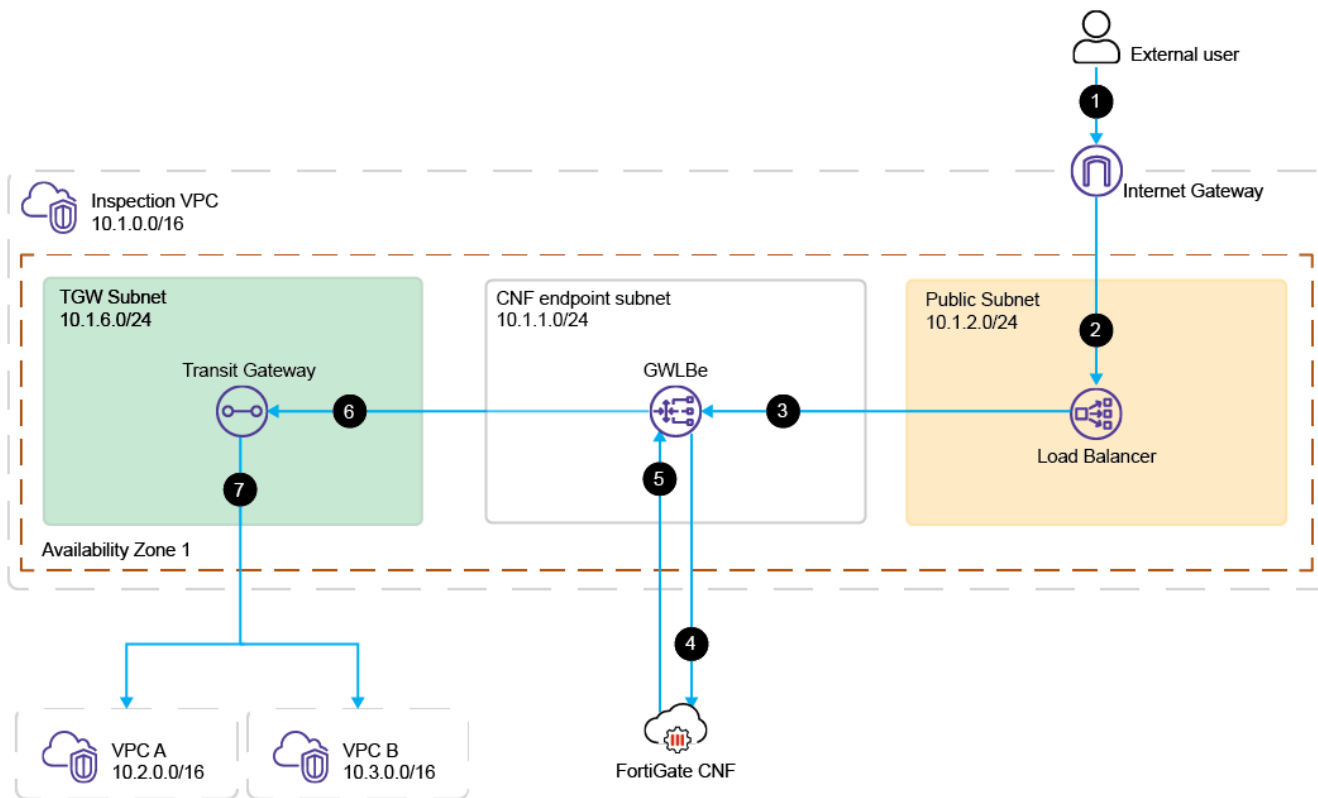 External user
1
Internet Gateway
Inspection VPC
10.1.0.0/16
TGW Subnet
10.1.6.0/24
CNF endpoint subnet
10.1.1.0/24
Public Subnet
10.1.2.0/24
2
Transit Gateway
GWLBe
6
3
Load Balancer
7
5
Availability Zone 1
4
VPC A
10.2.0.0/16
VPC B
10.3.0.0/16
FortiGate CNF